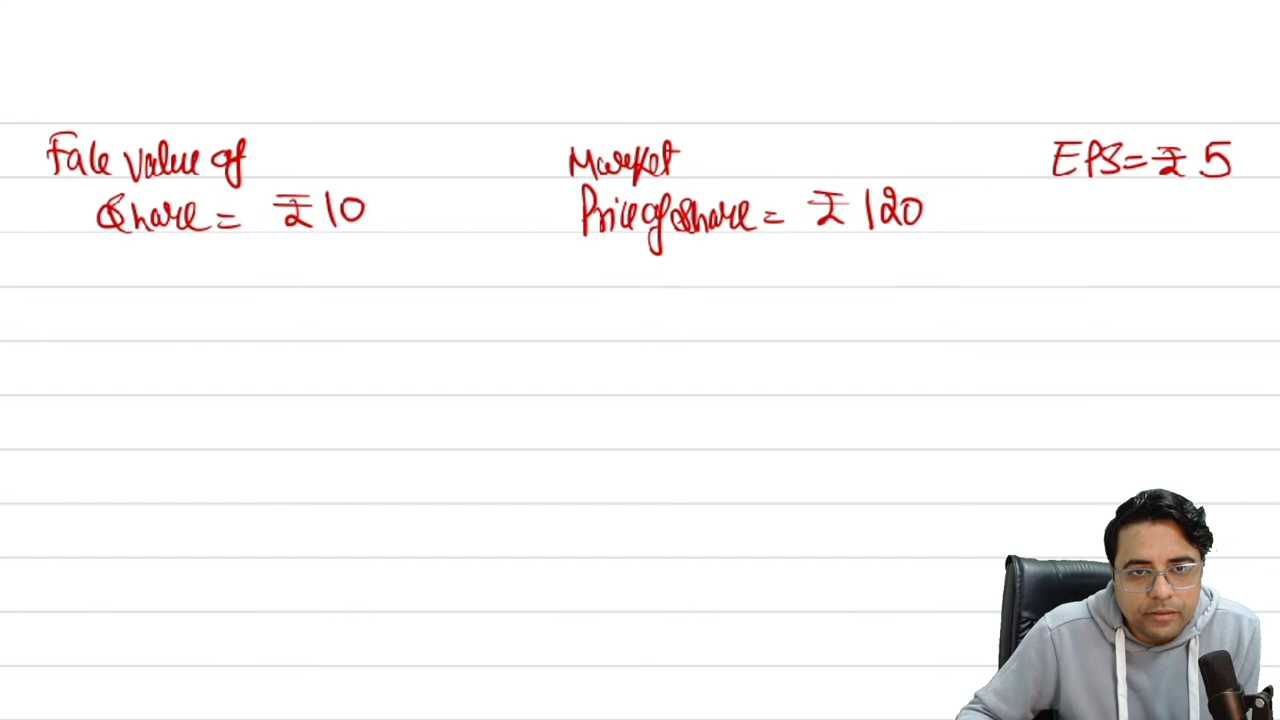 Face value of
Share = ₹ 10
Market
Price of share = ₹ 120
EPS = ₹ 5